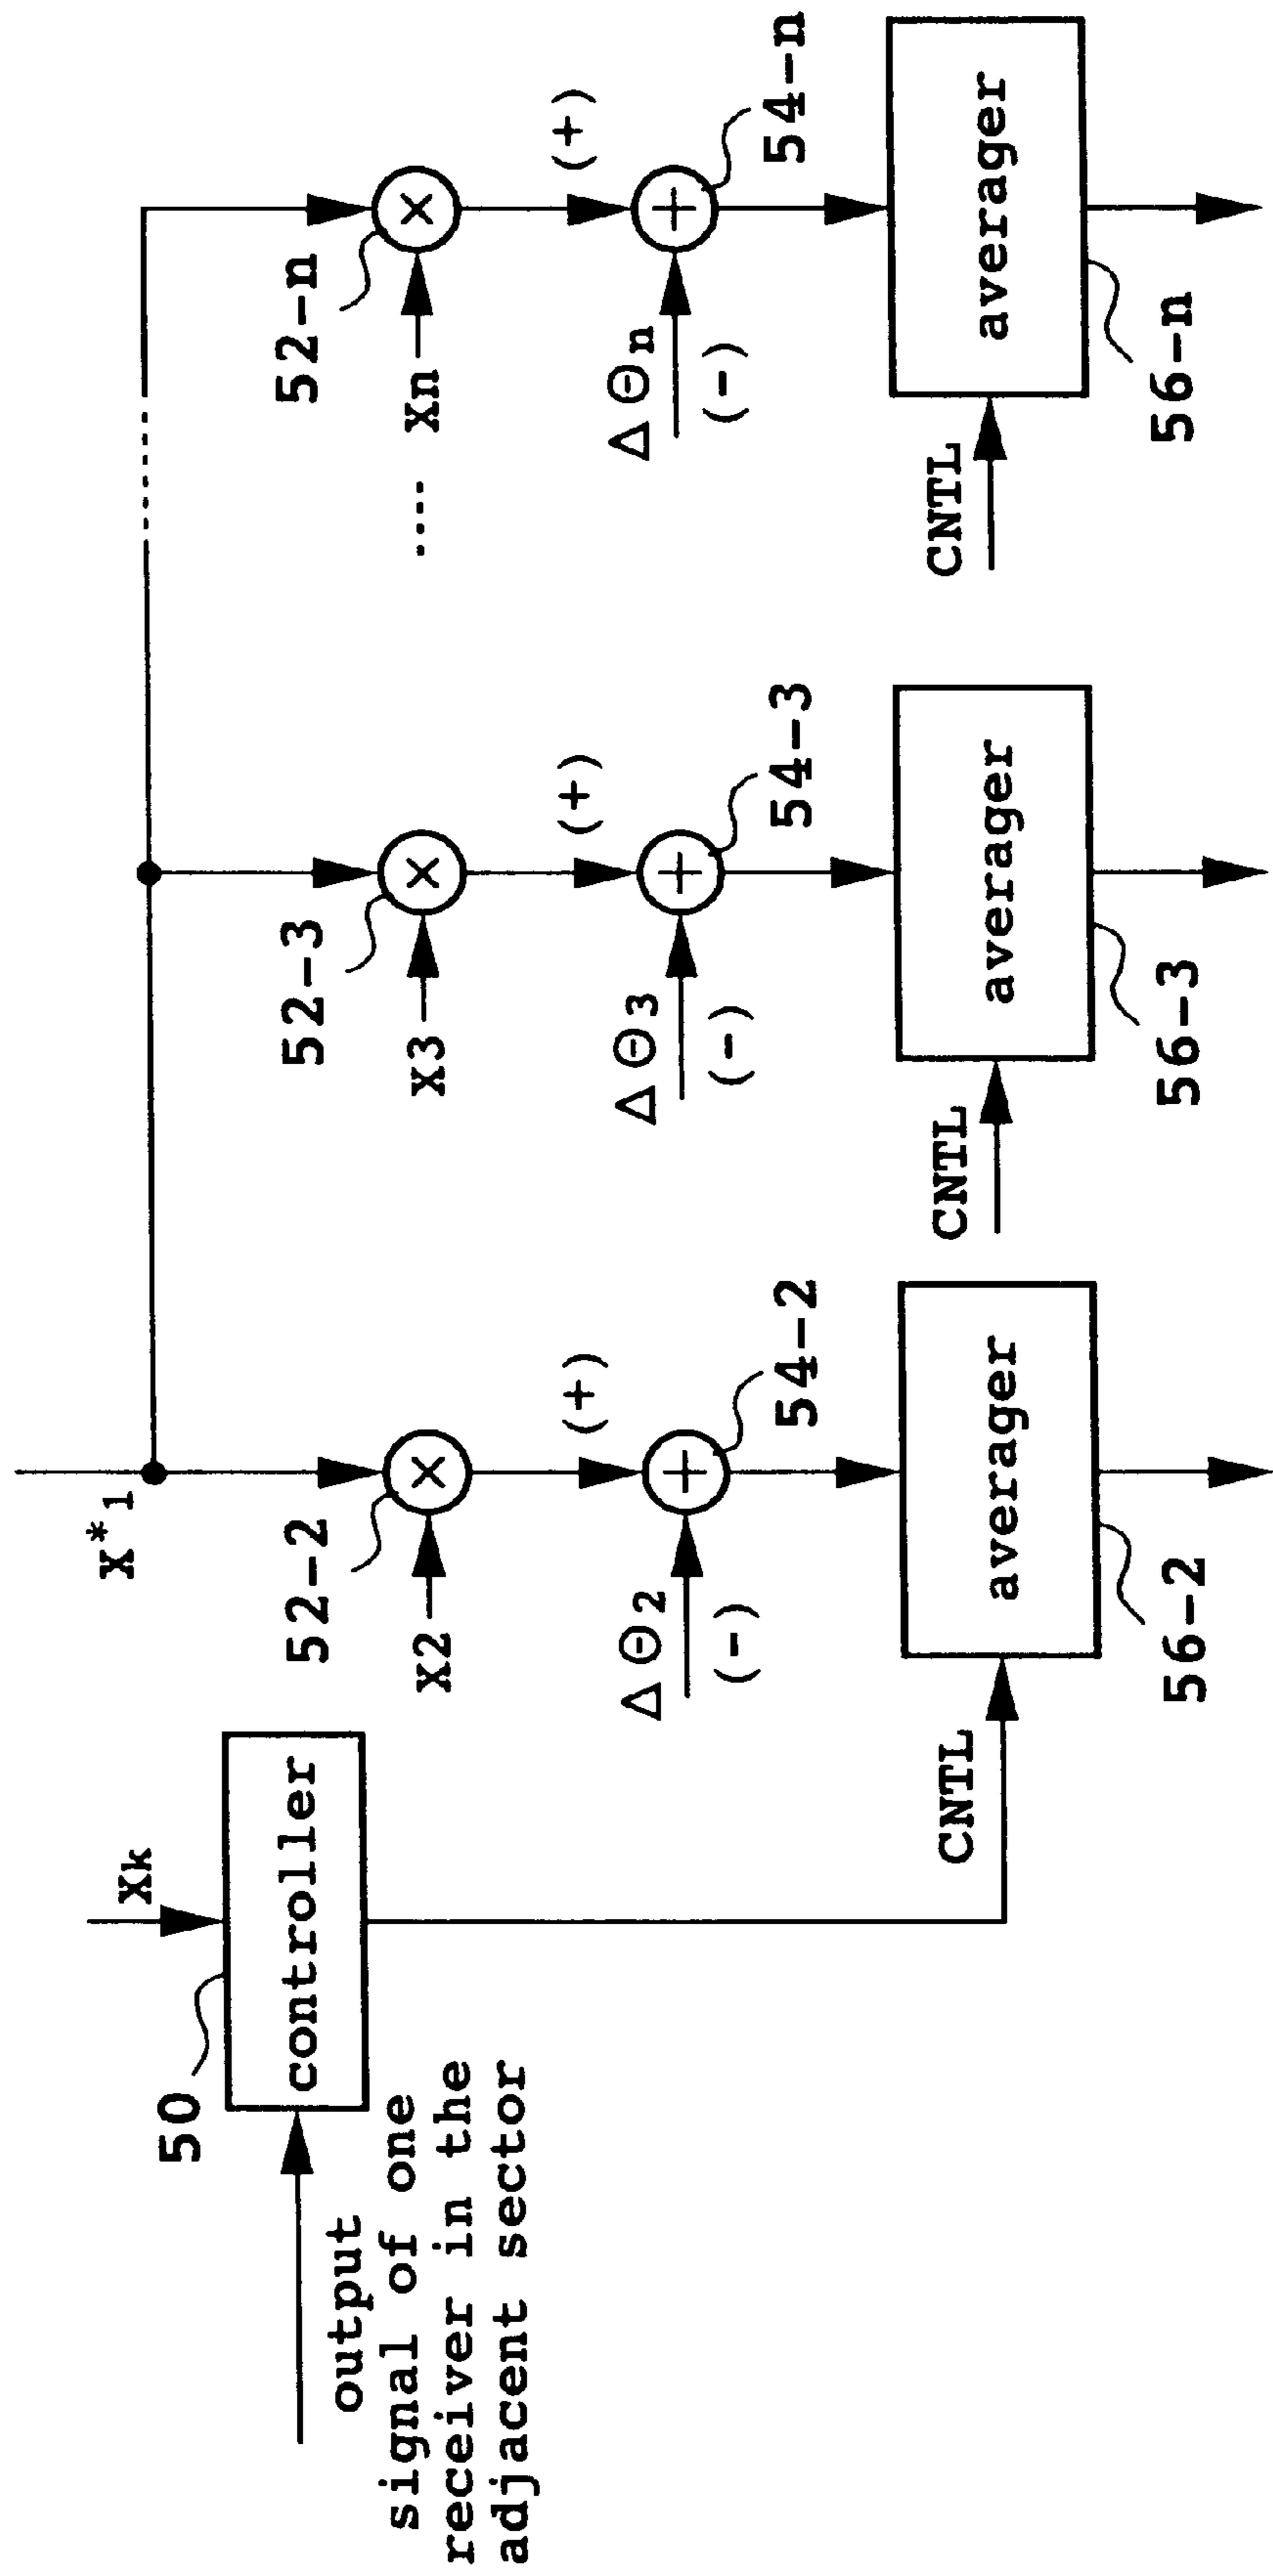 50
Xk
controller
output
signal of one
receiver in the
adjacent sector
CNTL
X*1
52-2
×
X2
(+)
ΔΘ2
(-)
+
54-2
averager
56-2
52-3
×
X3
(+)
ΔΘ3
(-)
+
54-3
CNTL
averager
56-3
52-n
×
.... Xn
(+)
ΔΘn
(-)
+
54-n
CNTL
averager
56-n